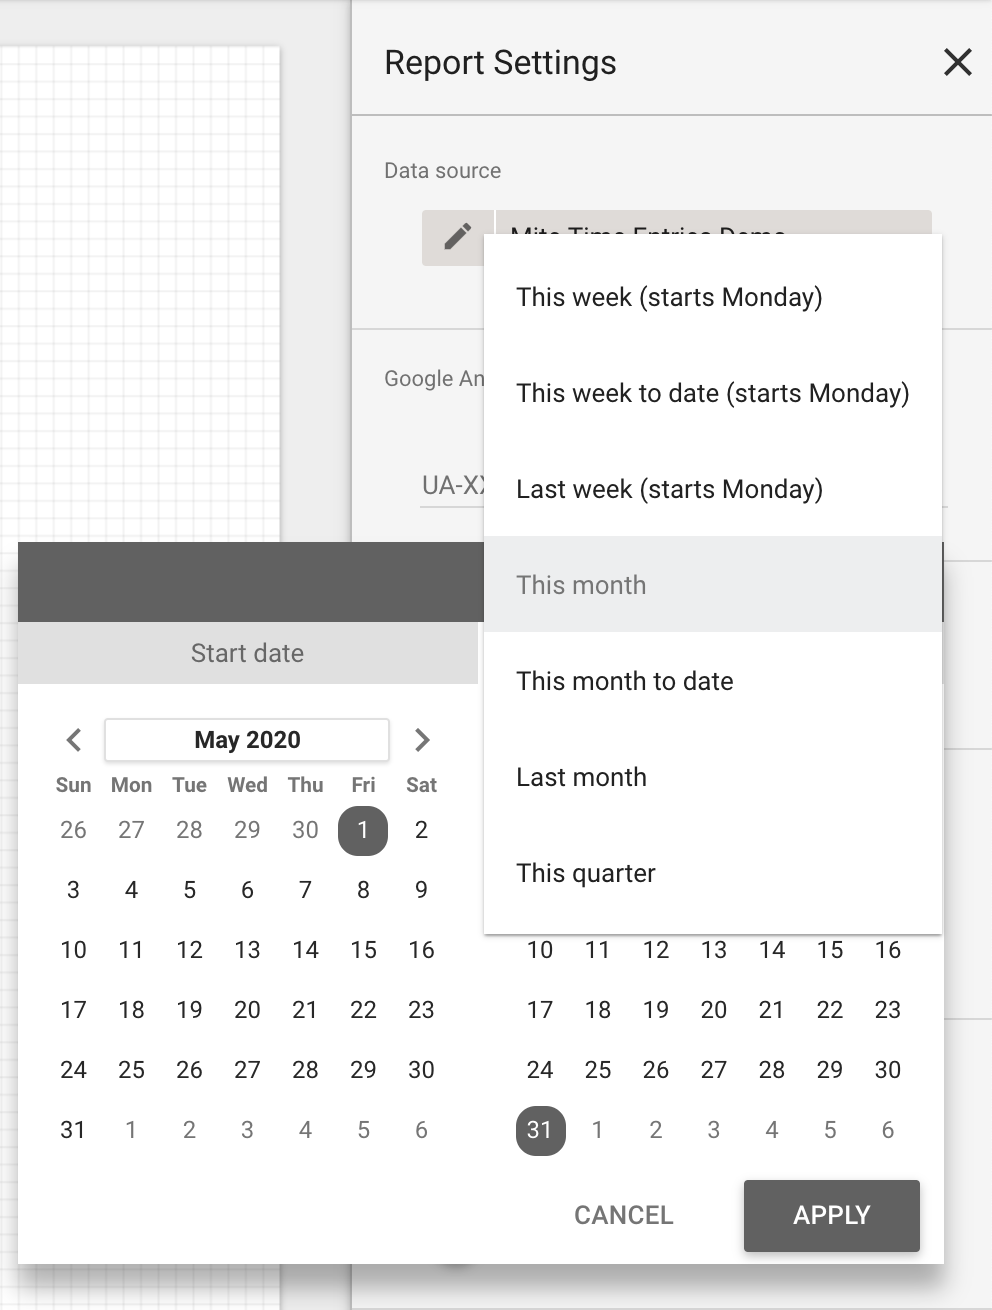 Report Settings
Data source
Mite Time Entries Demo
Google An
UA-XX
This week (starts Monday)
This week to date (starts Monday)
Last week (starts Monday)
This month
This month to date
Last month
This quarter
Start date
May 2020
Sun Mon Tue Wed Thu Fri Sat
26 27 28 29 30 1 2
3 4 5 6 7 8 9
10 11 12 13 14 15 16
17 18 19 20 21 22 23
24 25 26 27 28 29 30
31 1 2 3 4 5 6
10 11 12 13 14 15 16
17 18 19 20 21 22 23
24 25 26 27 28 29 30
31 1 2 3 4 5 6
CANCEL
APPLY